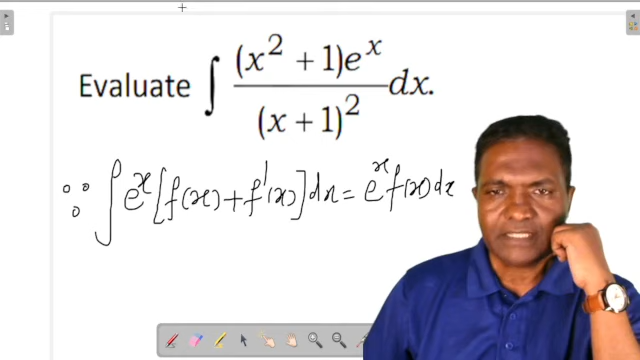 Evaluate ∫ (x² + 1)eˣ / (x + 1)² dx.
∵ ∫ eˣ [f(x) + f'(x)] dx = eˣ f(x) dx